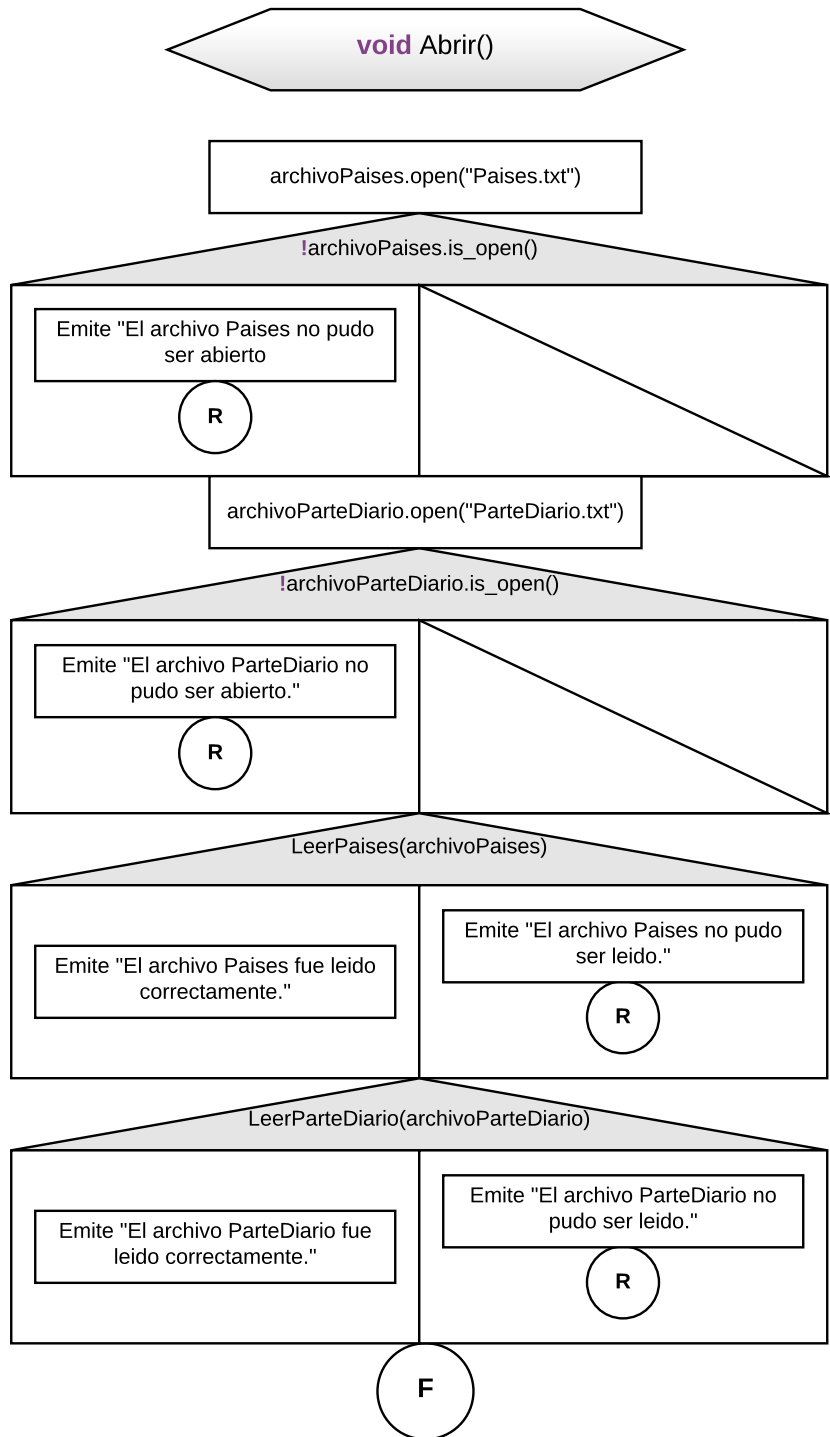 void Abrir()
archivoPaises.open("Paises.txt")
!archivoPaises.is_open()
Emite "El archivo Paises no pudo
ser abierto
R
archivoParteDiario.open("ParteDiario.txt")
!archivoParteDiario.is_open()
Emite "El archivo ParteDiario no
pudo ser abierto."
R
LeerPaises(archivoPaises)
Emite "El archivo Paises fue leido
correctamente."
Emite "El archivo Paises no pudo
ser leido."
R
LeerParteDiario(archivoParteDiario)
Emite "El archivo ParteDiario fue
leido correctamente."
Emite "El archivo ParteDiario no
pudo ser leido."
R
F